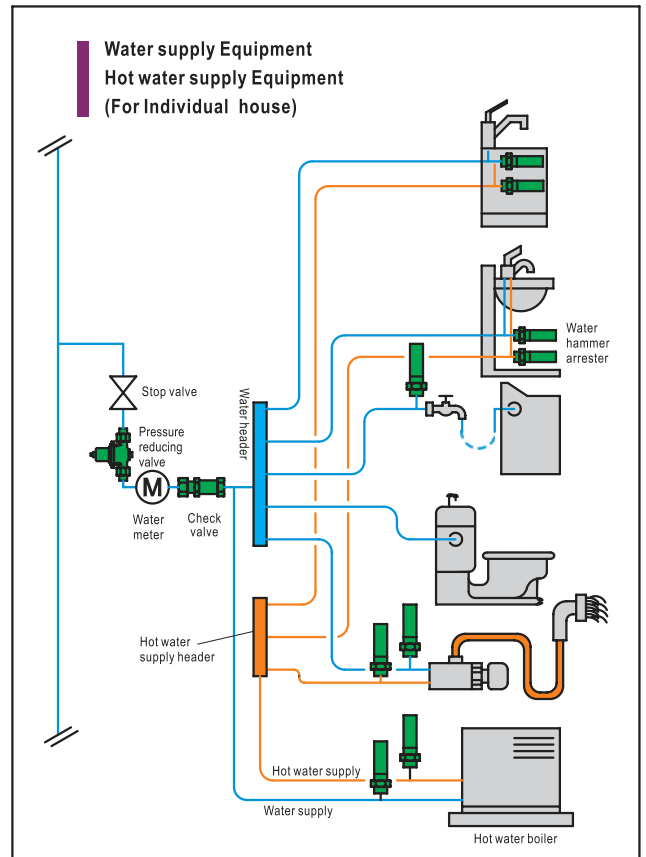 Water supply Equipment
Hot water supply Equipment
(For Individual house)
Water
hammer
arrester
Stop valve
Water header
Pressure
reducing
valve
M
Water
meter
Check
valve
Hot water
supply header
Hot water supply
Water supply
Hot water boiler